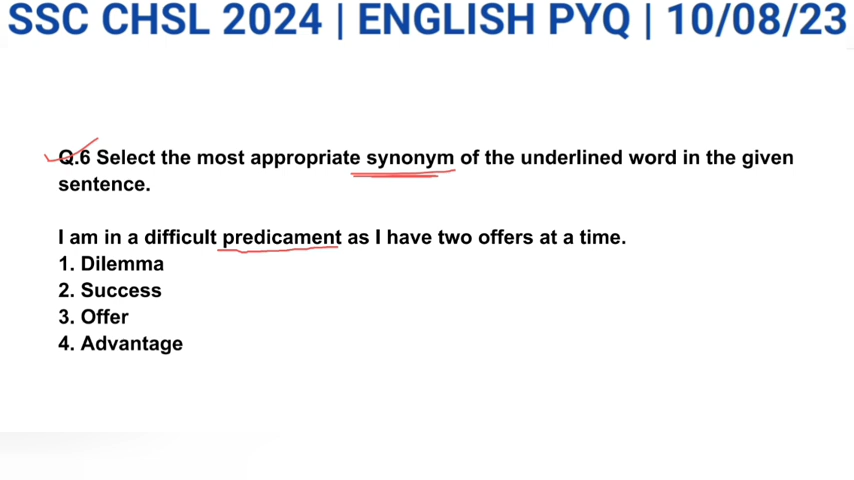 SSC CHSL 2024 | ENGLISH PYQ | 10/08/23
Q.6 Select the most appropriate synonym of the underlined word in the given
sentence.
I am in a difficult predicament as I have two offers at a time.
1. Dilemma
2. Success
3. Offer
4. Advantage